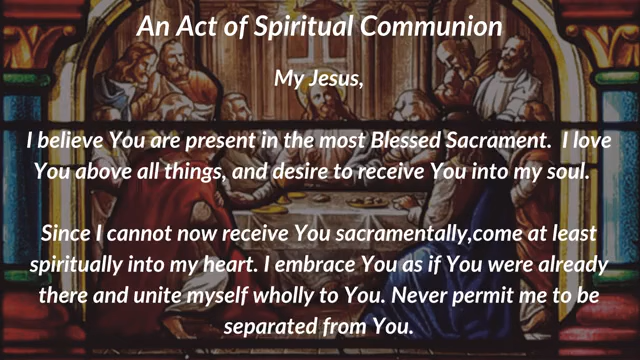 An Act of Spiritual Communion
My Jesus,
I believe You are present in the most Blessed Sacrament.  I love
You above all things, and desire to receive You into my soul.
Since I cannot now receive You sacramentally,come at least
spiritually into my heart. I embrace You as if You were already
there and unite myself wholly to You. Never permit me to be
separated from You.